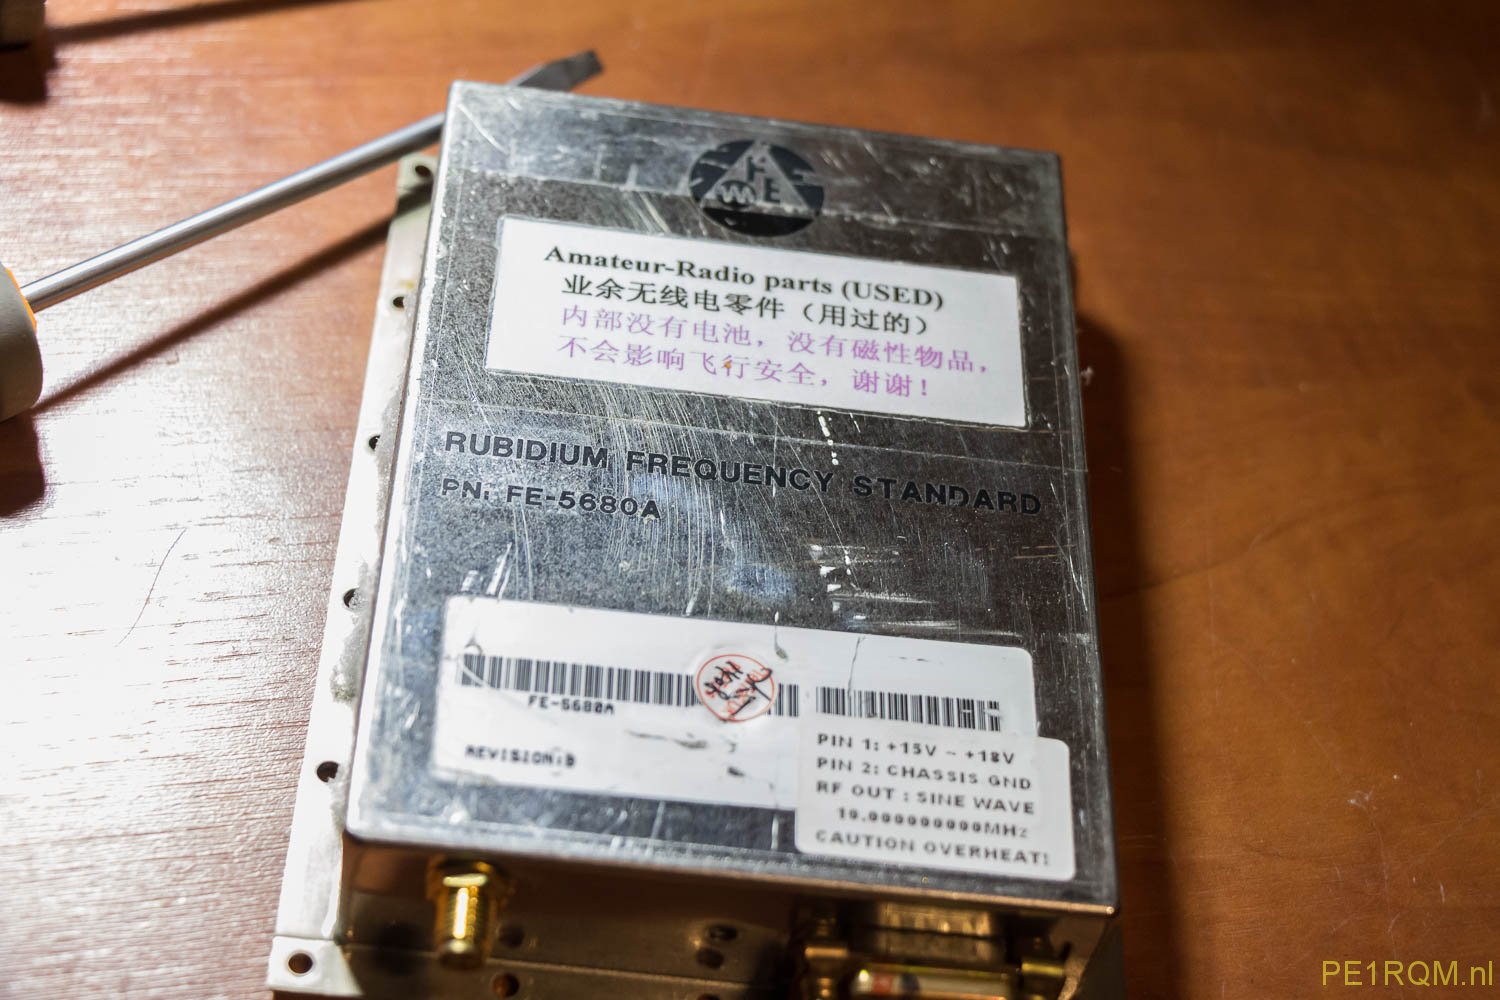 FEI
Amateur-Radio parts (USED)
业余无线电零件（用过的）
内部没有电池，没有磁性物品，
不会影响飞行安全，谢谢！
RUBIDIUM FREQUENCY STANDARD
PN: FE-5680A
FE-5680A
REVISION:B
PIN 1: +15V ~ +18V
PIN 2: CHASSIS GND
RF OUT : SINE WAVE
10.000000000MHz
CAUTION OVERHEAT!
PE1RQM.nl